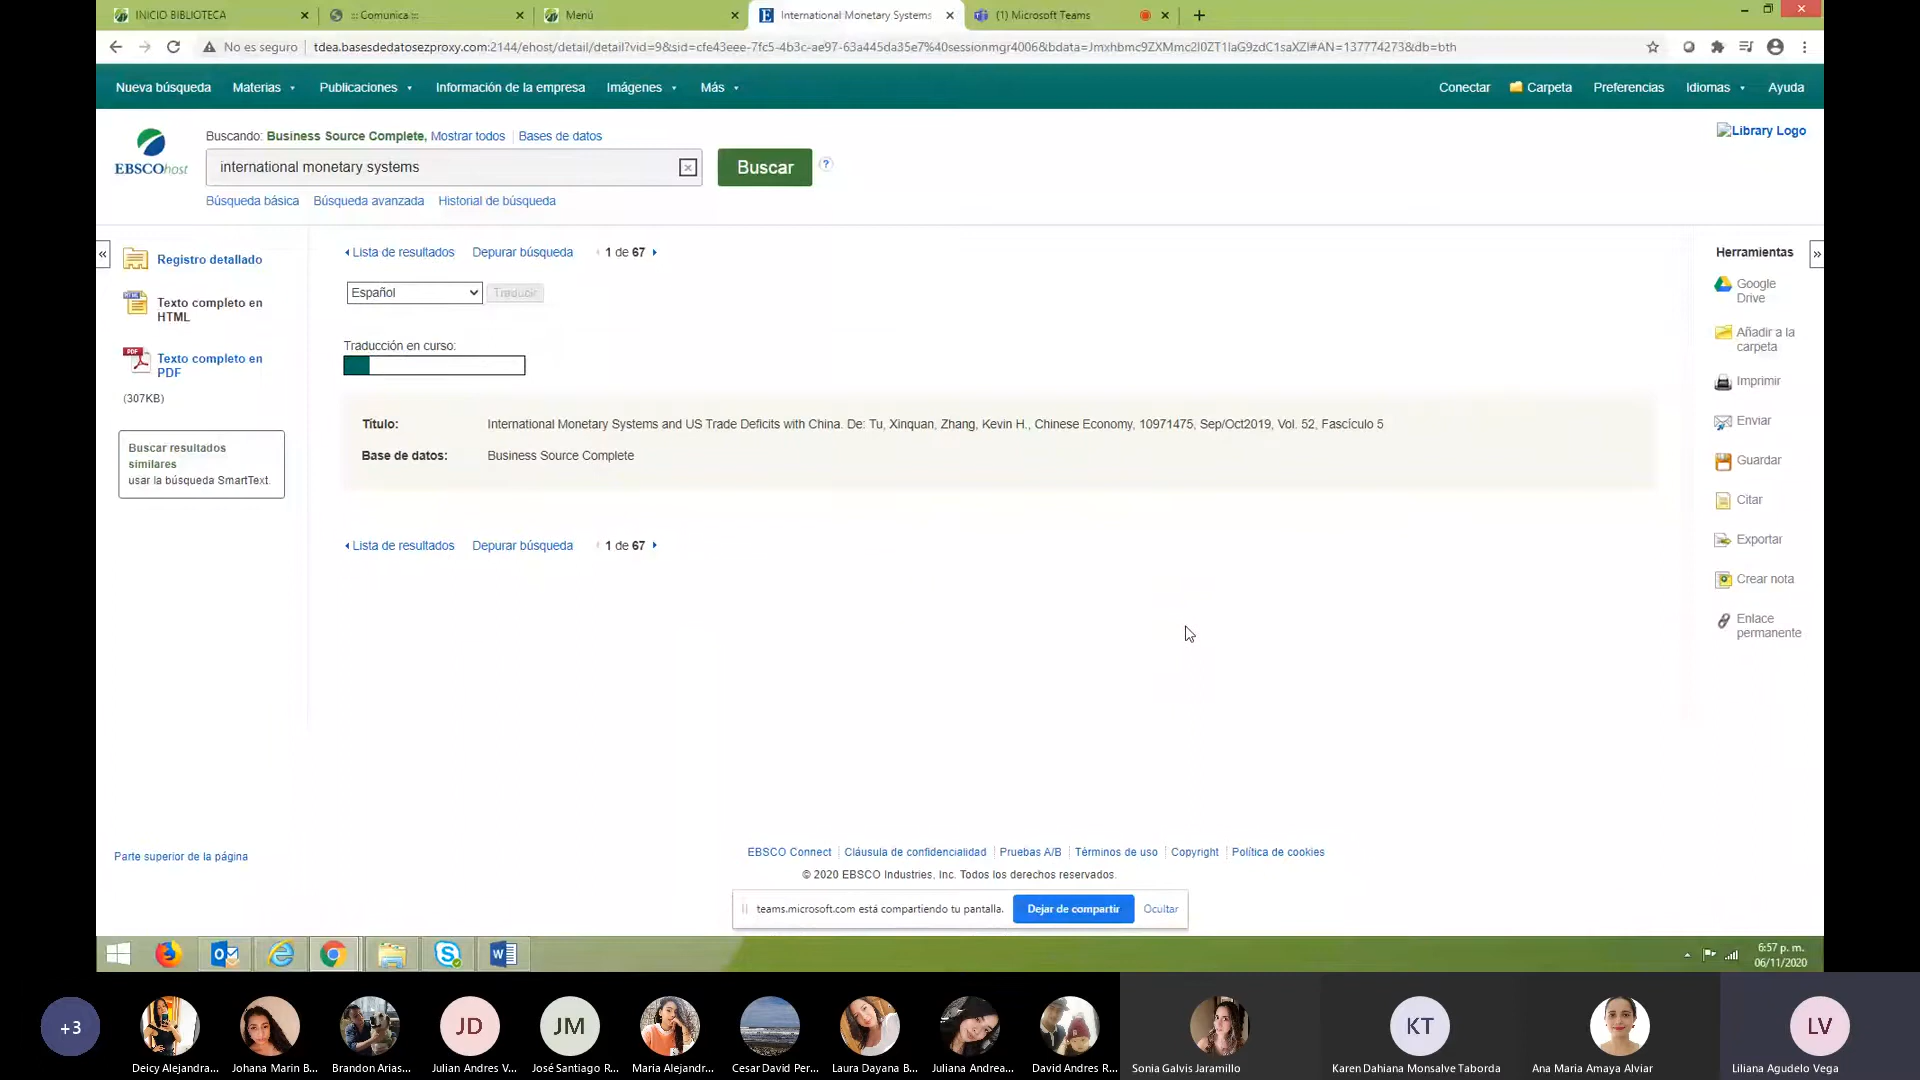 INICIO BIBLIOTECA
::: Comunica :::
Menú
International Monetary Systems
(1) Microsoft Teams
No es seguro
tdea.basesdedatosezproxy.com:2144/ehost/detail/detail?vid=9&sid=cfe43eee-7fc5-4b3c-ae97-63a445da35e7%40sessionmgr4006&bdata=Jmxhbmc9ZXMmc2l0ZT1laG9zdC1saXZl#AN=137774273&db=bth
Nueva búsqueda Materias Publicaciones Información de la empresa Imágenes Más
Conectar Carpeta Preferencias Idiomas Ayuda
EBSCOhost
Buscando: Business Source Complete, Mostrar todos Bases de datos
international monetary systems
Buscar
?
Búsqueda básica Búsqueda avanzada Historial de búsqueda
Library Logo
«
Registro detallado
HTML
Texto completo en
HTML
PDF
Texto completo en
PDF
(307KB)
Buscar resultados
similares
usar la búsqueda SmartText.
Lista de resultados Depurar búsqueda 1 de 67
Español
Traducir
Traducción en curso:
Título: International Monetary Systems and US Trade Deficits with China. De: Tu, Xinquan, Zhang, Kevin H., Chinese Economy, 10971475, Sep/Oct2019, Vol. 52, Fascículo 5
Base de datos: Business Source Complete
Lista de resultados Depurar búsqueda 1 de 67
Herramientas
»
Google
Drive
Añadir a la
carpeta
Imprimir
Enviar
Guardar
Citar
Exportar
Crear nota
Enlace
permanente
Parte superior de la página
EBSCO Connect Cláusula de confidencialidad Pruebas A/B Términos de uso Copyright Política de cookies
© 2020 EBSCO Industries, Inc. Todos los derechos reservados.
teams.microsoft.com está compartiendo tu pantalla.
Dejar de compartir
Ocultar
6:57 p. m.
06/11/2020
+3
JD
JM
KT
LV
Deicy Alejandra...
Johana Marin B...
Brandon Arias...
Julian Andres V...
José Santiago R...
Maria Alejandr...
Cesar David Per...
Laura Dayana B...
Juliana Andrea...
David Andres R...
Sonia Galvis Jaramillo
Karen Dahiana Monsalve Taborda
Ana Maria Amaya Alviar
Liliana Agudelo Vega